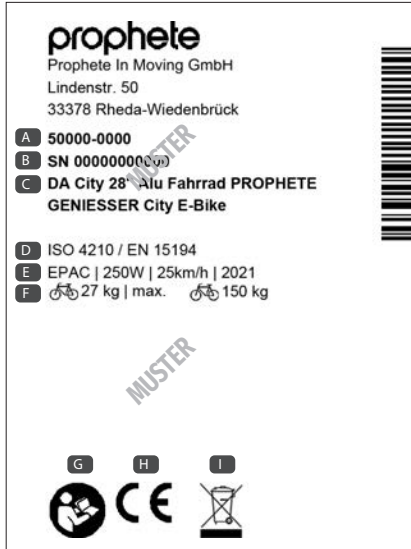 prophete
Prophete In Moving GmbH
Lindenstr. 50
33378 Rheda-Wiedenbrück
A 50000-0000
B SN 00000000000
C DA City 28" Alu Fahrrad PROPHETE
GENIESSER City E-Bike
MUSTER
D ISO 4210 / EN 15194
E EPAC | 250W | 25km/h | 2021
F 27 kg | max. 150 kg
MUSTER
G H I
CE